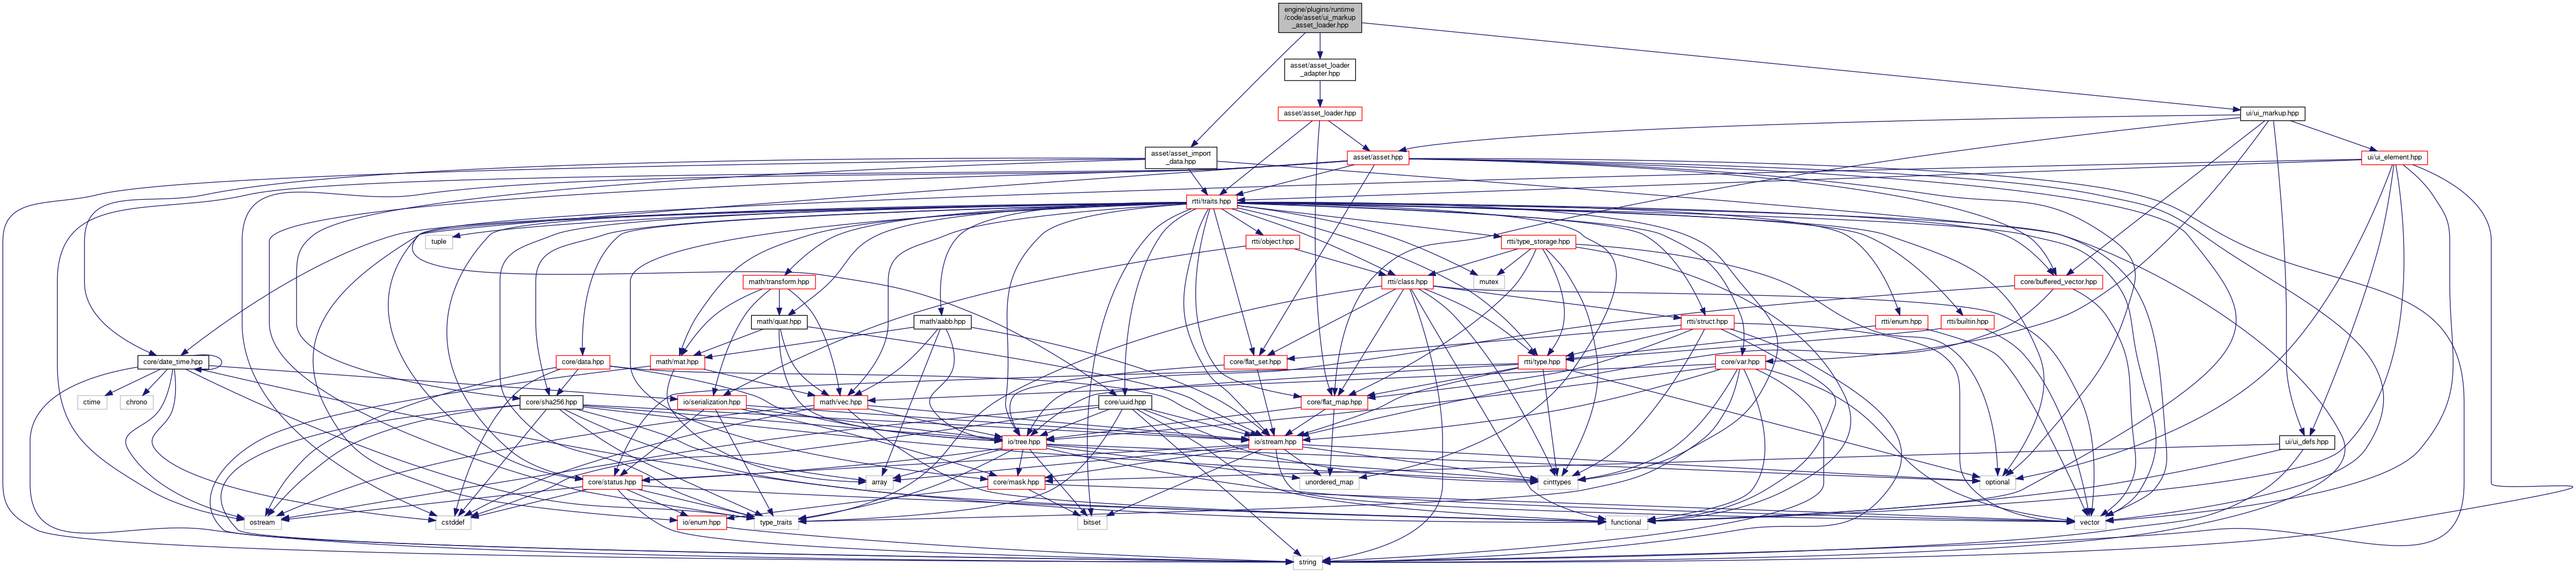 engine/plugins/runtime
/code/asset/ui_markup
_asset_loader.hpp
asset/asset_loader
_adapter.hpp
asset/asset_loader.hpp
ui/ui_markup.hpp
asset/asset_import
_data.hpp
asset/asset.hpp
ui/ui_element.hpp
rtti/traits.hpp
tuple
rtti/object.hpp
rtti/type_storage.hpp
math/transform.hpp
rtti/class.hpp
mutex
core/buffered_vector.hpp
math/quat.hpp
math/aabb.hpp
rtti/struct.hpp
rtti/enum.hpp
rtti/builtin.hpp
core/date_time.hpp
core/data.hpp
math/mat.hpp
core/flat_set.hpp
rtti/type.hpp
core/var.hpp
ctime
chrono
core/sha256.hpp
io/serialization.hpp
math/vec.hpp
core/uuid.hpp
core/flat_map.hpp
io/tree.hpp
io/stream.hpp
ui/ui_defs.hpp
core/status.hpp
array
core/mask.hpp
unordered_map
cinttypes
optional
ostream
cstddef
io/enum.hpp
type_traits
bitset
functional
vector
string